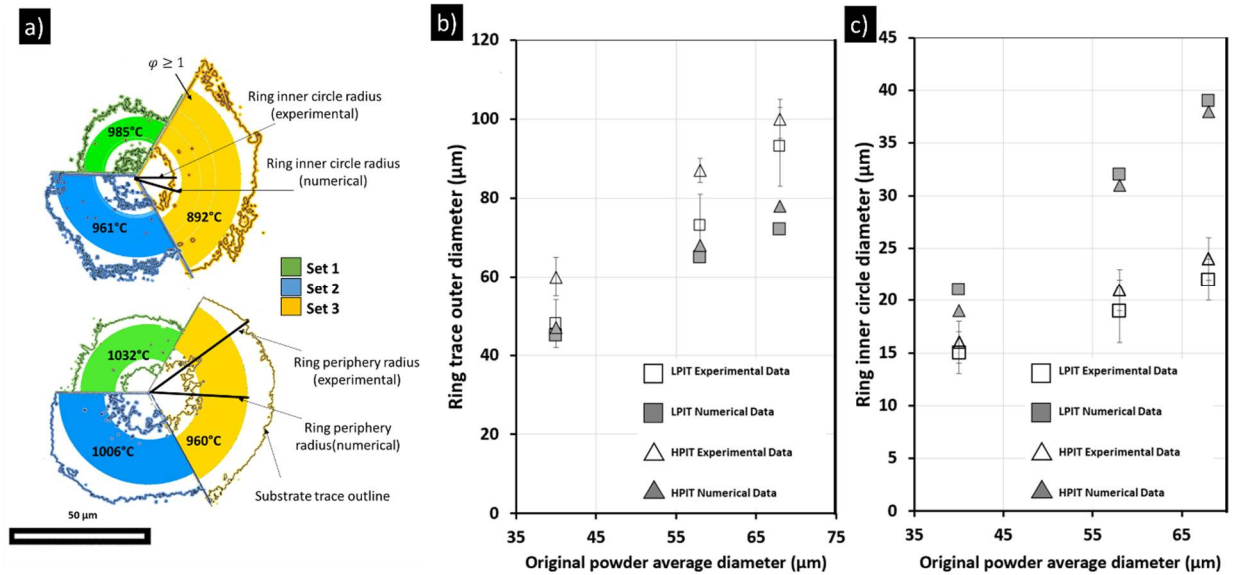 a)
φ ≥ 1
Ring inner circle radius
(experimental)
985°C
Ring inner circle radius
(numerical)
892°C
961°C
Set 1
Set 2
Set 3
1032°C
Ring periphery radius
(experimental)
Ring periphery
radius(numerical)
960°C
1006°C
Substrate trace outline
50 µm
b)
Ring trace outer diameter (µm)
120
100
80
60
40
20
0
LPIT Experimental Data
LPIT Numerical Data
HPIT Experimental Data
HPIT Numerical Data
35
45
55
65
75
Original powder average diameter (µm)
c)
Ring inner circle diameter (µm)
45
40
35
30
25
20
15
10
5
0
LPIT Experimental Data
LPIT Numerical Data
HPIT Experimental Data
HPIT Numerical Data
35
45
55
65
Original powder average diameter (µm)